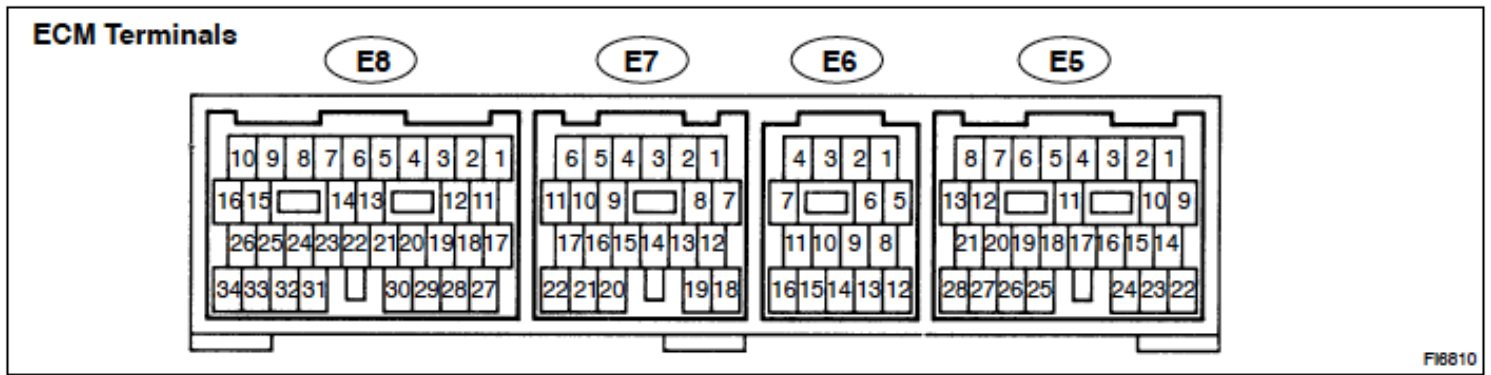 ECM Terminals
E8 E7 E6 E5
10 9 8 7 6 5 4 3 2 1 6 5 4 3 2 1 4 3 2 1 8 7 6 5 4 3 2 1
16 15 14 13 12 11 11 10 9 8 7 7 6 5 13 12 11 10 9
26 25 24 23 22 21 20 19 18 17 17 16 15 14 13 12 11 10 9 8 21 20 19 18 17 16 15 14
34 33 32 31 30 29 28 27 22 21 20 19 18 16 15 14 13 12 28 27 26 25 24 23 22
FI6810